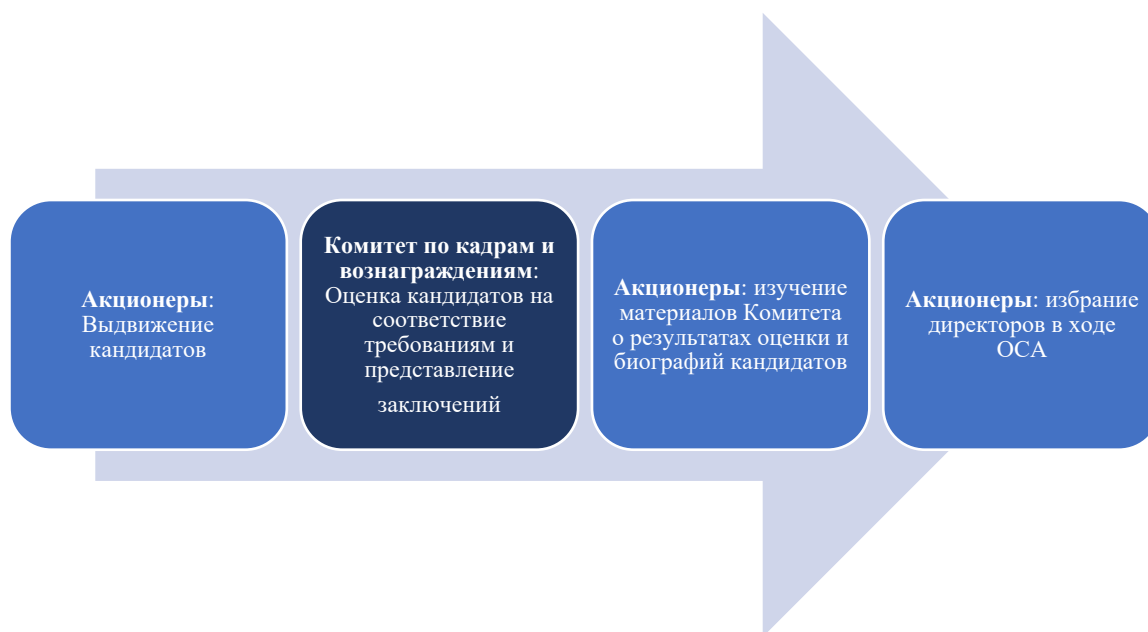 Акционеры:
Выдвижение
кандидатов
Комитет по кадрам и
вознаграждениям:
Оценка кандидатов на
соответствие
требованиям и
представление
заключений
Акционеры: изучение
материалов Комитета
о результатах оценки и
биографий кандидатов
Акционеры: избрание
директоров в ходе
ОСА